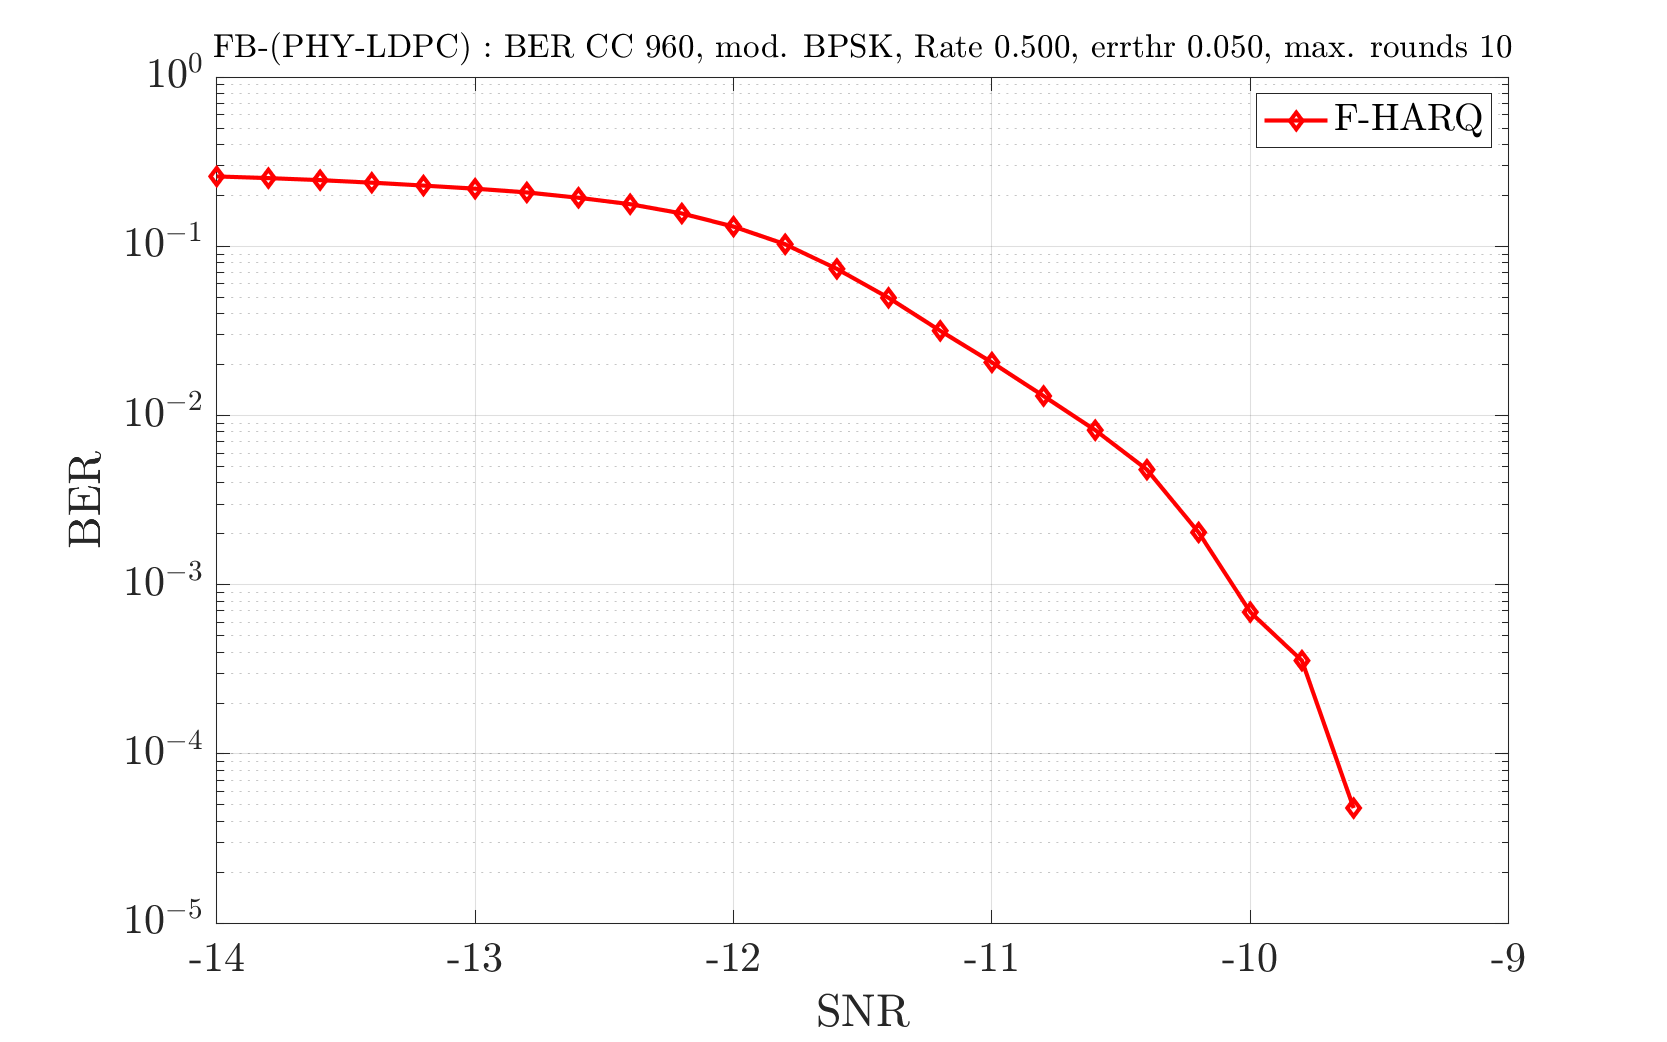 FB-(PHY-LDPC) : BER CC 960, mod. BPSK, Rate 0.500, errthr 0.050, max. rounds 10
F-HARQ
10^0
10^{-1}
10^{-2}
10^{-3}
10^{-4}
10^{-5}
BER
-14 -13 -12 -11 -10 -9
SNR